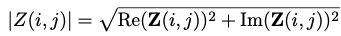 |Z(i, j)| = √Re(Z(i, j))2 + Im(Z(i, j))2